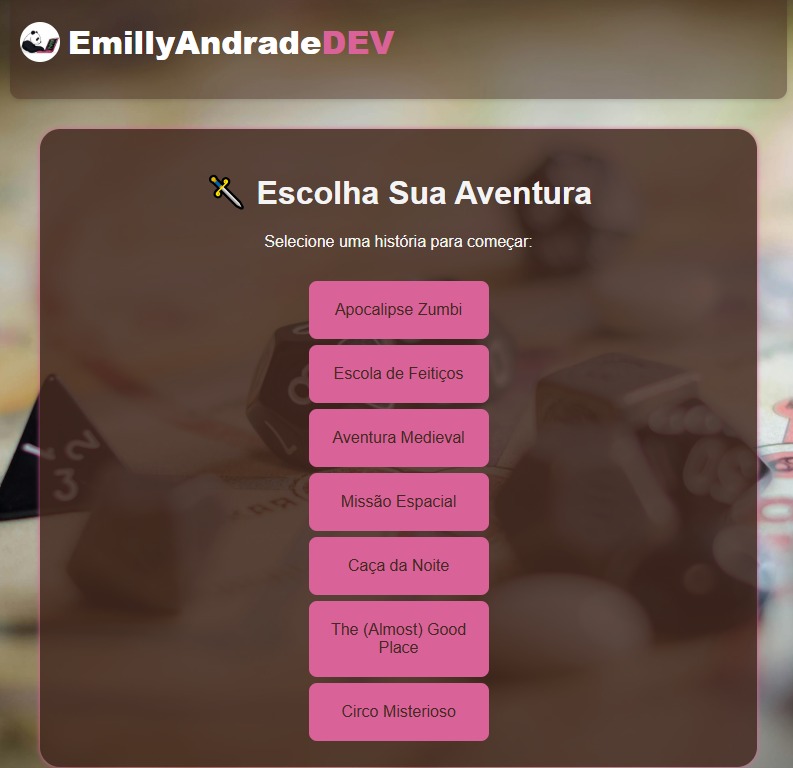 EmillyAndradeDEV
Escolha Sua Aventura
Selecione uma história para começar:
Apocalipse Zumbi
Escola de Feitiços
Aventura Medieval
Missão Espacial
Caça da Noite
The (Almost) Good
Place
Circo Misterioso